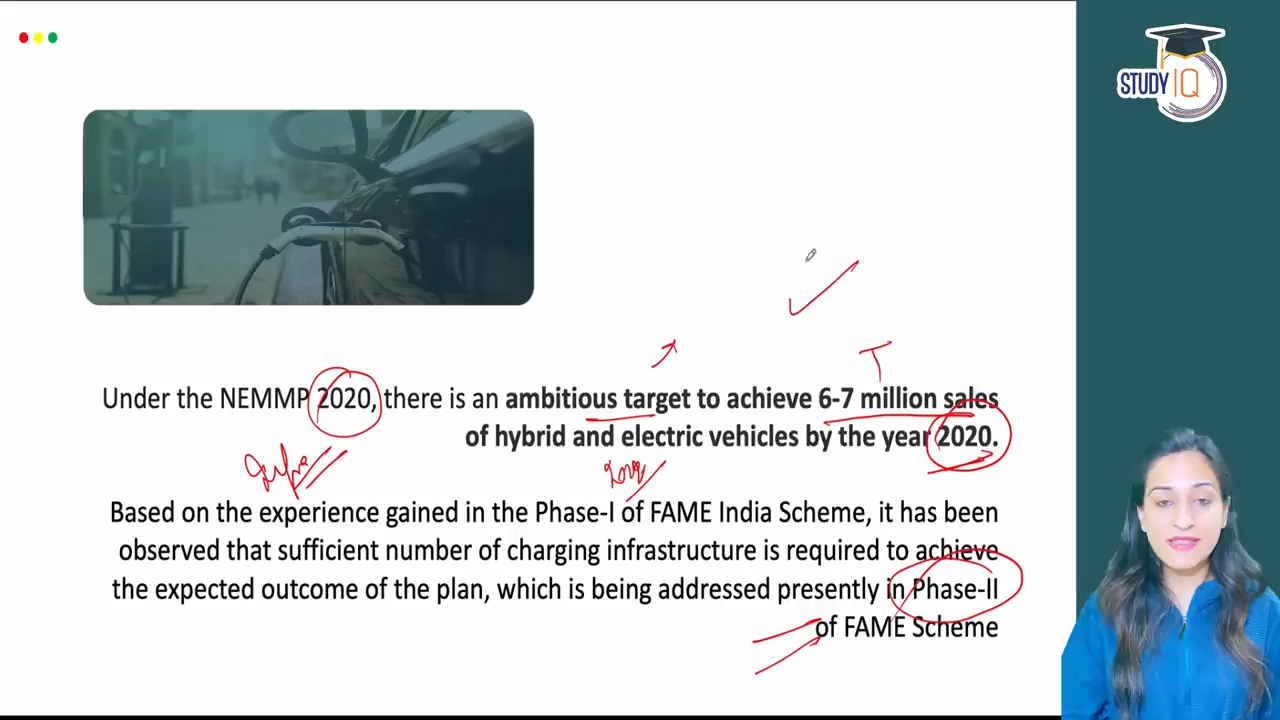 STUDY IQ
Under the NEMMP 2020, there is an ambitious target to achieve 6-7 million sales
of hybrid and electric vehicles by the year 2020.
Based on the experience gained in the Phase-I of FAME India Scheme, it has been
observed that sufficient number of charging infrastructure is required to achieve
the expected outcome of the plan, which is being addressed presently in Phase-II
of FAME Scheme